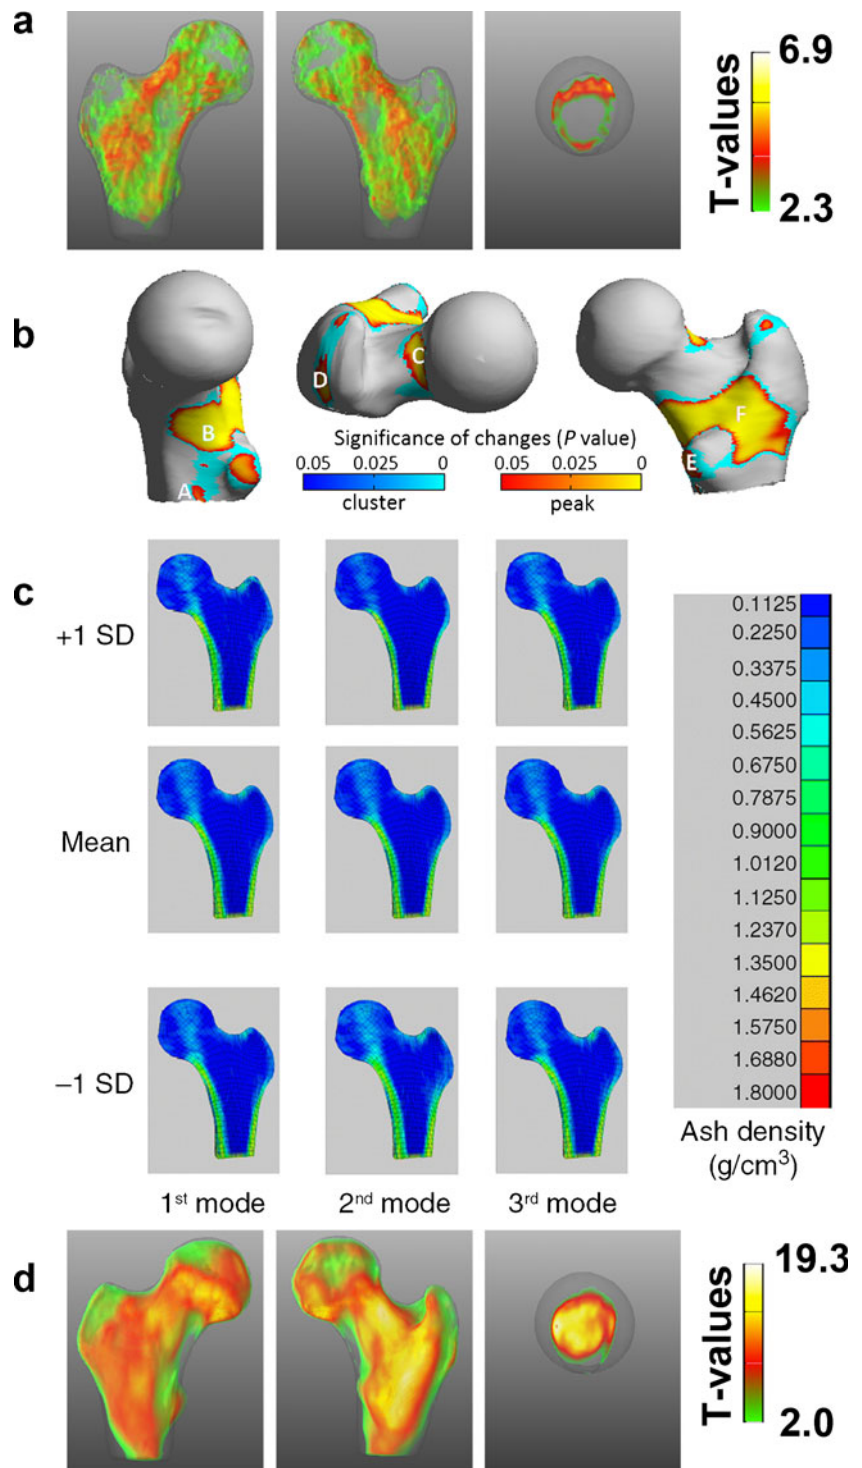 a
6.9
T-values
2.3
b
B
A
C
D
F
E
Significance of changes (P value)
0.05 0.025 0 0.05 0.025 0
cluster peak
c
+1 SD
Mean
−1 SD
0.1125
0.2250
0.3375
0.4500
0.5625
0.6750
0.7875
0.9000
1.0120
1.1250
1.2370
1.3500
1.4620
1.5750
1.6880
1.8000
Ash density
(g/cm³)
1st mode 2nd mode 3rd mode
d
19.3
T-values
2.0